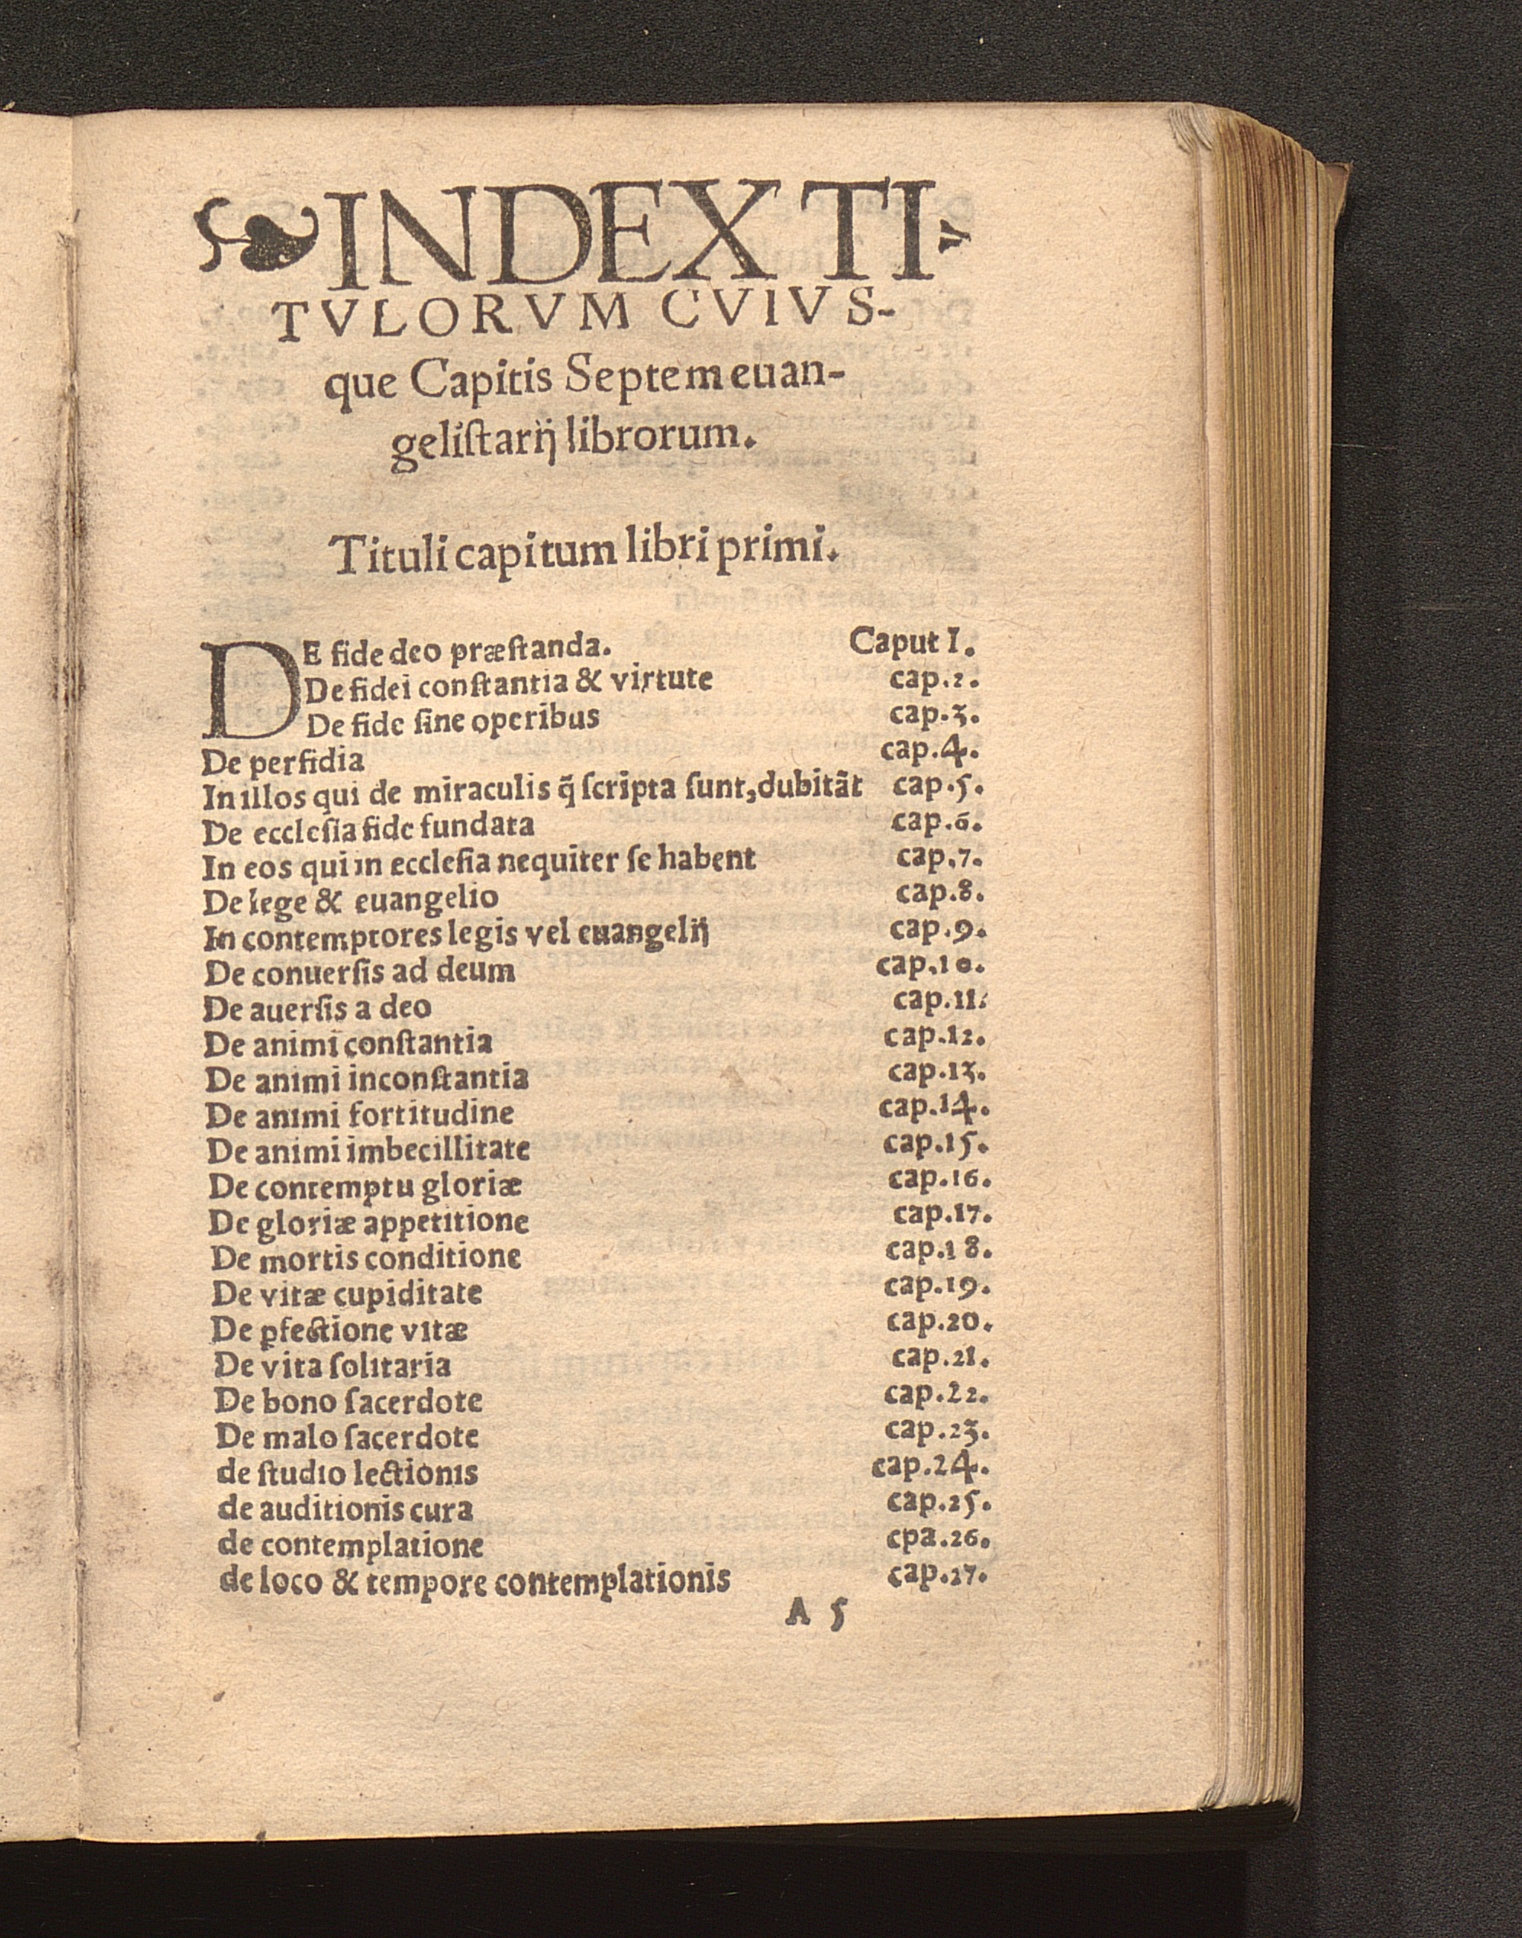 INDEX TI-
TVLORVM CVIVS-
que Capitis Septem euan-
geliſtarij librorum.
Tituli capitum libri primi.
DE fide deo præſtanda. Caput I.
De fidei conſtantia & virtute cap.2.
De fide ſine operibus cap.3.
De perfidia cap.4.
In illos qui de miraculis q̃ ſcripta ſunt, dubitãt cap.5.
De eccleſia fide fundata cap.6.
In eos qui in eccleſia nequiter ſe habent cap.7.
De lege & euangelio cap.8.
In contemptores legis vel euangelij cap.9.
De conuerſis ad deum cap.10.
De auerſis a deo cap.11.
De animi conſtantia cap.12.
De animi inconſtantia cap.13.
De animi fortitudine cap.14.
De animi imbecillitate cap.15.
De contemptu gloriæ cap.16.
De gloriæ appetitione cap.17.
De mortis conditione cap.18.
De vitæ cupiditate cap.19.
De ꝑfectione vitæ cap.20.
De vita ſolitaria cap.21.
De bono ſacerdote cap.22.
De malo ſacerdote cap.23.
de ſtudio lectionis cap.24.
de auditionis cura cap.25.
de contemplatione cpa.26.
de loco & tempore contemplationis cap.27.
A 5